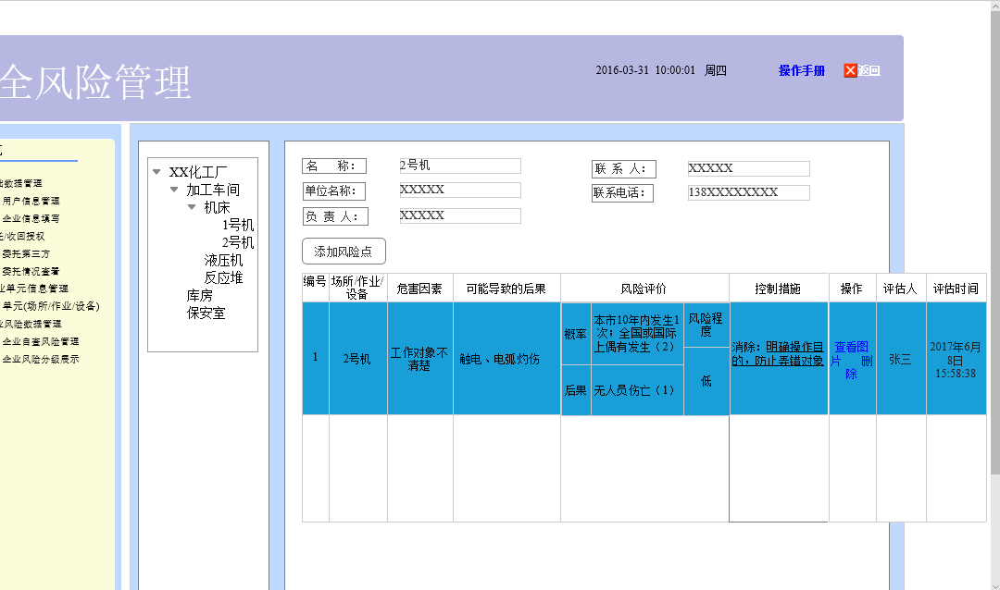 全风险管理
2016-03-31 10:00:01 周四
操作手册
返回
础数据管理
用户信息管理
企业信息填写
托/收回授权
委托第三方
委托情况查看
业单元信息管理
单元(场所/作业/设备)
业风险数据管理
企业自查风险管理
企业风险分级展示
XX化工厂
加工车间
机床
1号机
2号机
液压机
反应堆
库房
保安室
名 称： 2号机
联 系 人： XXXXX
单位名称： XXXXX
联系电话： 138XXXXXXXX
负 责 人： XXXXX
添加风险点
编号 场所/作业/
设备 危害因素 可能导致的后果 风险评价 控制措施 操作 评估人 评估时间
1
2号机
工作对象不
清楚
触电、电弧灼伤
概率
本市10年内发生1
次；全国或国际
上偶有发生（2）
后果
无人员伤亡（1）
风险程
度
低
消除：明确操作目
的，防止弄错对象
查看图
片 删
除
张三
2017年6月
8日
15:58:38